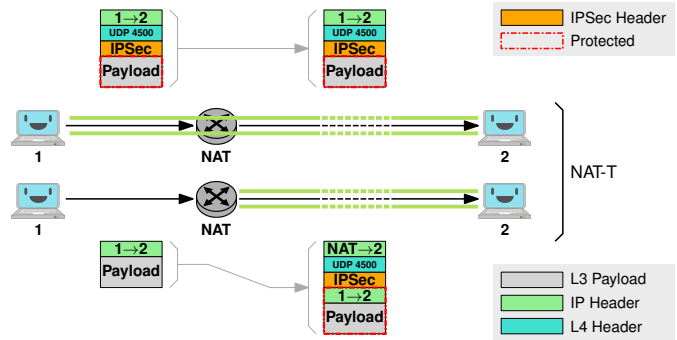 1→2
UDP 4500
IPSec
Payload
1→2
UDP 4500
IPSec
Payload
IPSec Header
Protected
1
NAT
2
NAT-T
1
NAT
2
1→2
Payload
NAT→2
UDP 4500
IPSec
1→2
Payload
L3 Payload
IP Header
L4 Header